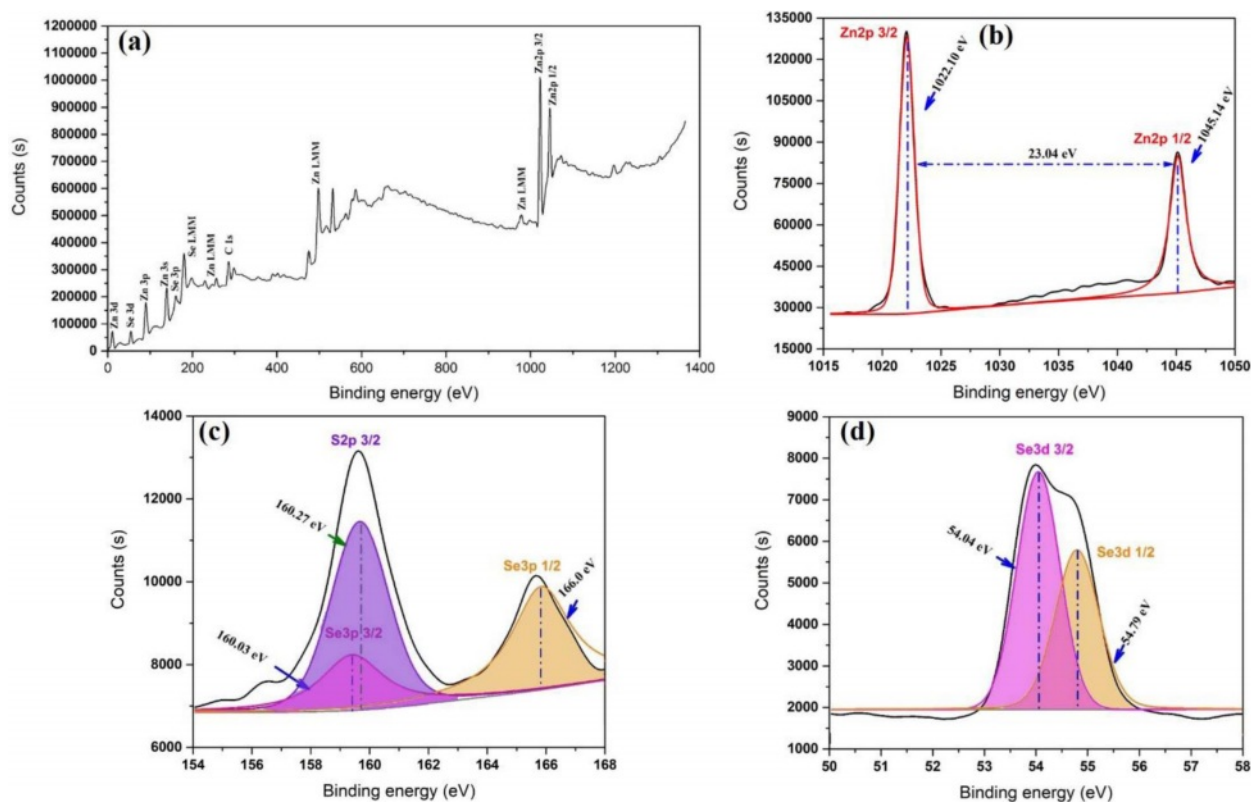 (a)
Counts (s)
1200000
1100000
1000000
900000
800000
700000
600000
500000
400000
300000
200000
100000
0
Zn 3d
Se 3d
Zn 3p
Zn 3s
Se 3p
Se LMM
Zn LMM
C 1s
Zn LMM
Zn LMM
Zn2p 3/2
Zn2p 1/2
0 200 400 600 800 1000 1200 1400
Binding energy (eV)
(b)
Counts (s)
135000
120000
105000
90000
75000
60000
45000
30000
15000
Zn2p 3/2
1022.10 eV
23.04 eV
Zn2p 1/2
1045.14 eV
1015 1020 1025 1030 1035 1040 1045 1050
Binding energy (eV)
(c)
Counts (s)
14000
12000
10000
8000
6000
S2p 3/2
160.27 eV
Se3p 3/2
160.03 eV
Se3p 1/2
166.0 eV
154 156 158 160 162 164 166 168
Binding energy (eV)
(d)
Counts (s)
9000
8000
7000
6000
5000
4000
3000
2000
1000
Se3d 3/2
54.04 eV
Se3d 1/2
54.79 eV
50 51 52 53 54 55 56 57 58
Binding energy (eV)